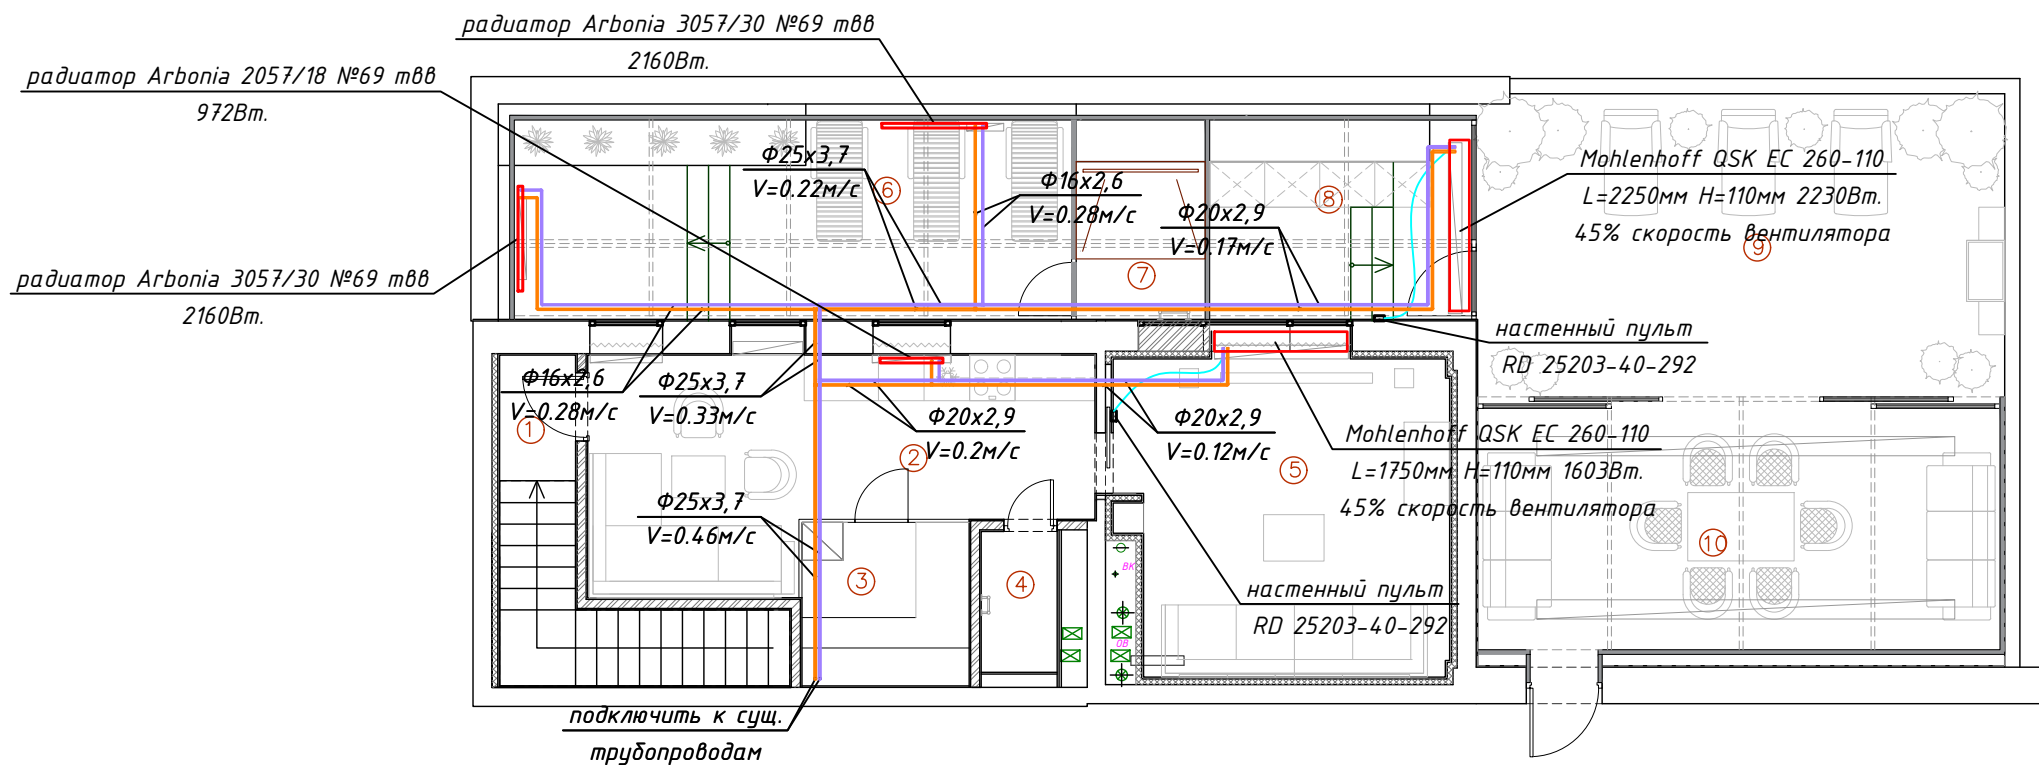 радиатор Arbonia 3057/30 №69 твв
2160Вт.
радиатор Arbonia 2057/18 №69 твв
972Вт.
Ф25х3,7
V=0.22м/с
6
Ф16х2,6
V=0.28м/с
8
Ф20х2,9
V=0.17м/с
Mohlenhoff QSK EC 260-110
L=2250мм H=110мм 2230Вт.
45% скорость вентилятора
9
7
радиатор Arbonia 3057/30 №69 твв
2160Вт.
настенный пульт
RD 25203-40-292
Ф16х2,6
V=0.28м/с
1
Ф25х3,7
V=0.33м/с
Ф20х2,9
V=0.2м/с
2
Ф20х2,9
V=0.12м/с
5
Mohlenhoff QSK EC 260-110
L=1750мм H=110мм 1603Вт.
45% скорость вентилятора
Ф25х3,7
V=0.46м/с
10
3
4
ВК
настенный пульт
RD 25203-40-292
ОВ
подключить к сущ.
трубопроводам